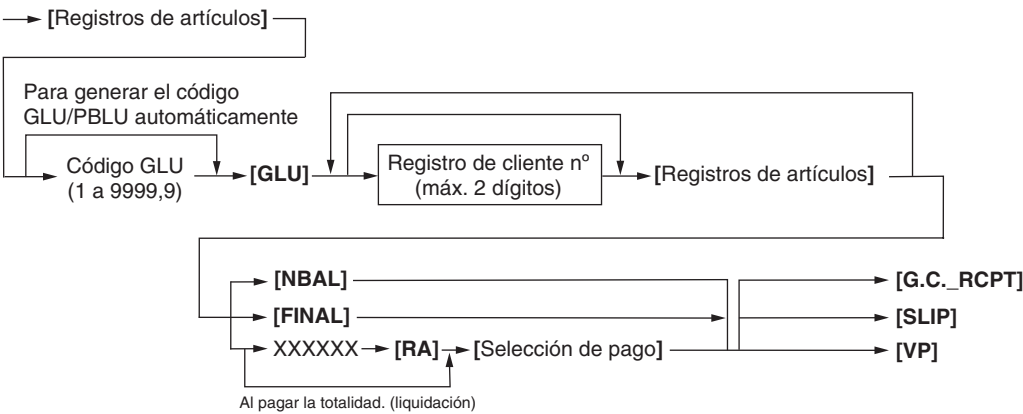 [Registros de artículos]
Para generar el código
GLU/PBLU automáticamente
Código GLU
(1 a 9999,9)
[GLU]
Registro de cliente nº
(máx. 2 dígitos)
[Registros de artículos]
[NBAL]
[FINAL]
XXXXXX [RA] [Selección de pago]
Al pagar la totalidad. (liquidación)
[G.C._RCPT]
[SLIP]
[VP]